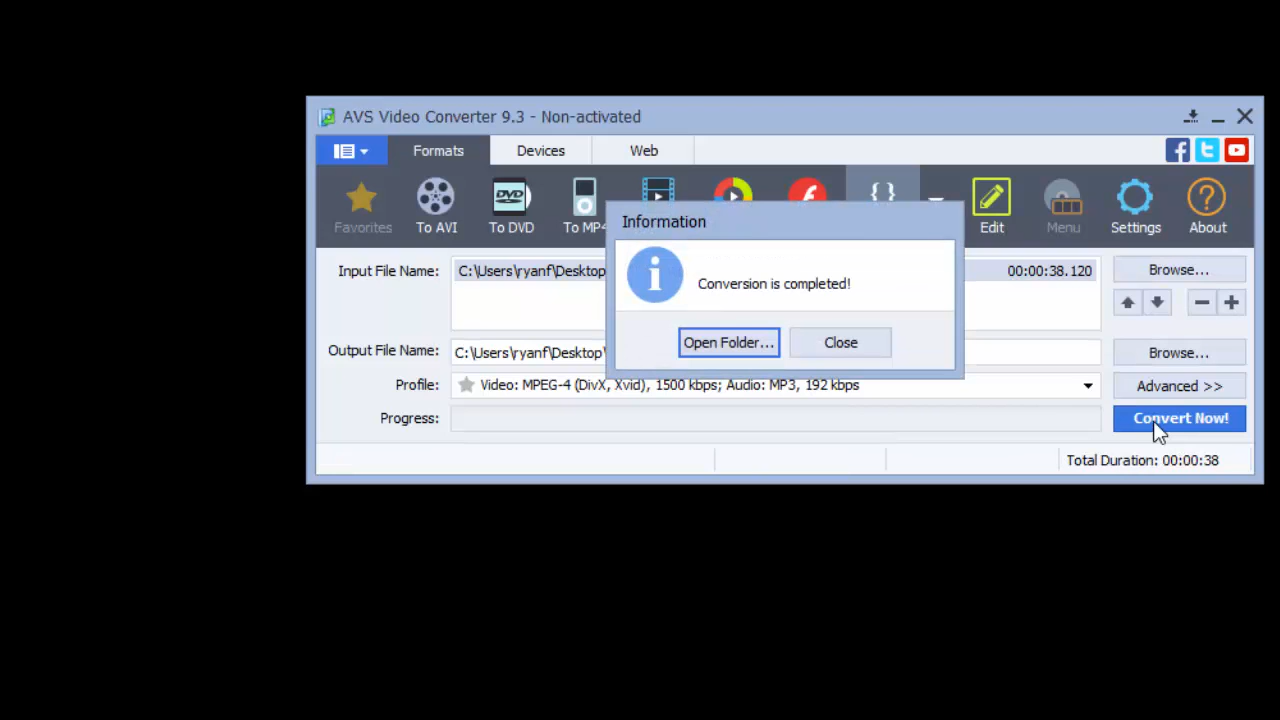 AVS Video Converter 9.3 - Non-activated
Formats Devices Web
Favorites To AVI To DVD To MP4 Edit Menu Settings About
Information
Input File Name: C:\Users\ryanf\Desktop 00:00:38.120 Browse...
Conversion is completed!
Open Folder... Close
Output File Name: C:\Users\ryanf\Desktop\ Browse...
Profile: Video: MPEG-4 (DivX, Xvid), 1500 kbps; Audio: MP3, 192 kbps Advanced >>
Progress: Convert Now!
Total Duration: 00:00:38